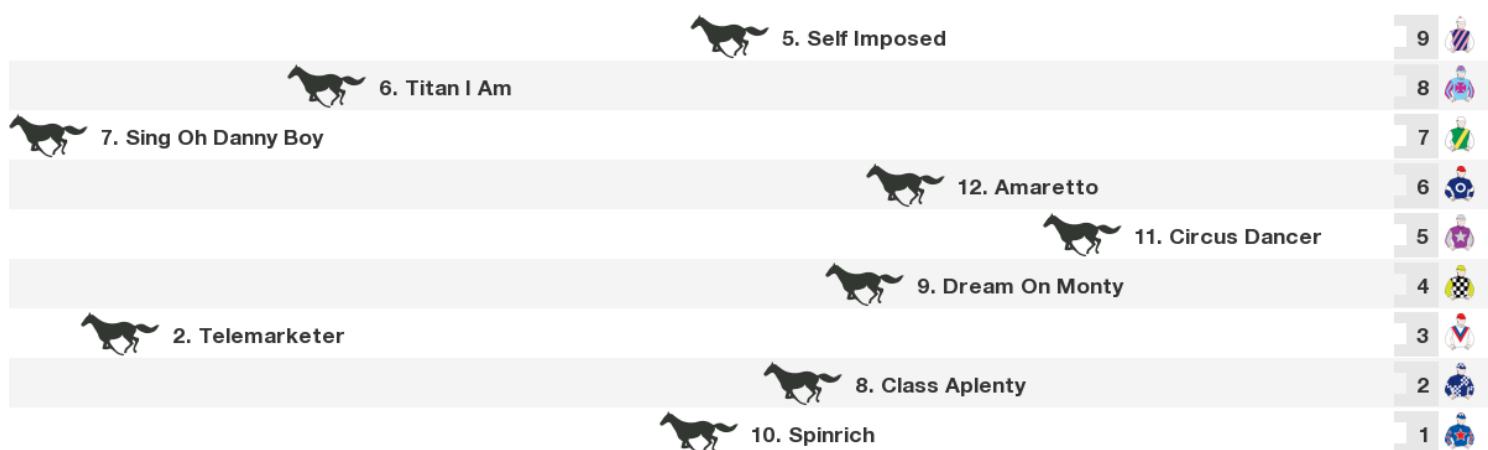 5. Self Imposed 9
6. Titan I Am 8
7. Sing Oh Danny Boy 7
12. Amaretto 6
11. Circus Dancer 5
9. Dream On Monty 4
2. Telemarketer 3
8. Class Aplenty 2
10. Spinrich 1